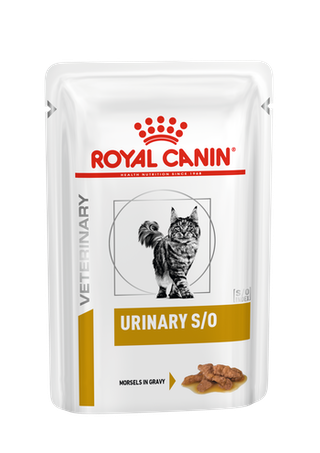 ROYAL CANIN®
HEALTH NUTRITION SINCE 1968
VETERINARY
S/O
URINARY S/O
MORSELS IN GRAVY